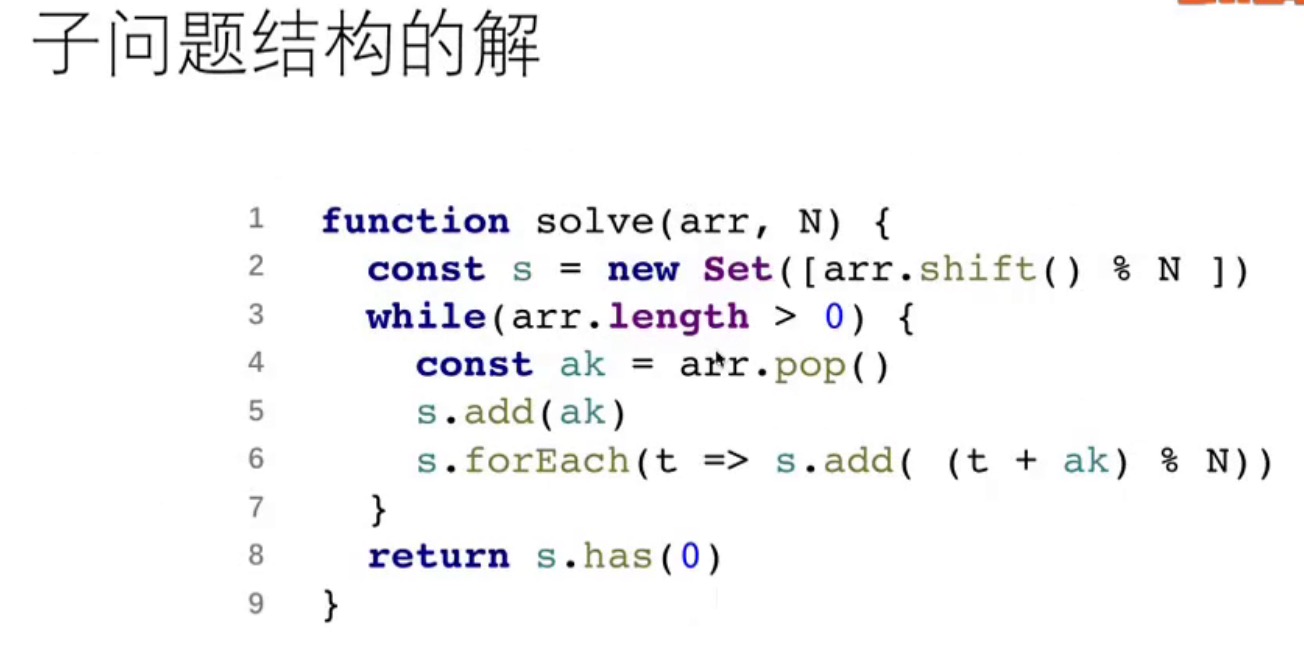 子问题结构的解
1 function solve(arr, N) {
2 const s = new Set([arr.shift() % N ])
3 while(arr.length > 0) {
4 const ak = arr.pop()
5 s.add(ak)
6 s.forEach(t => s.add( (t + ak) % N))
7 }
8 return s.has(0)
9 }